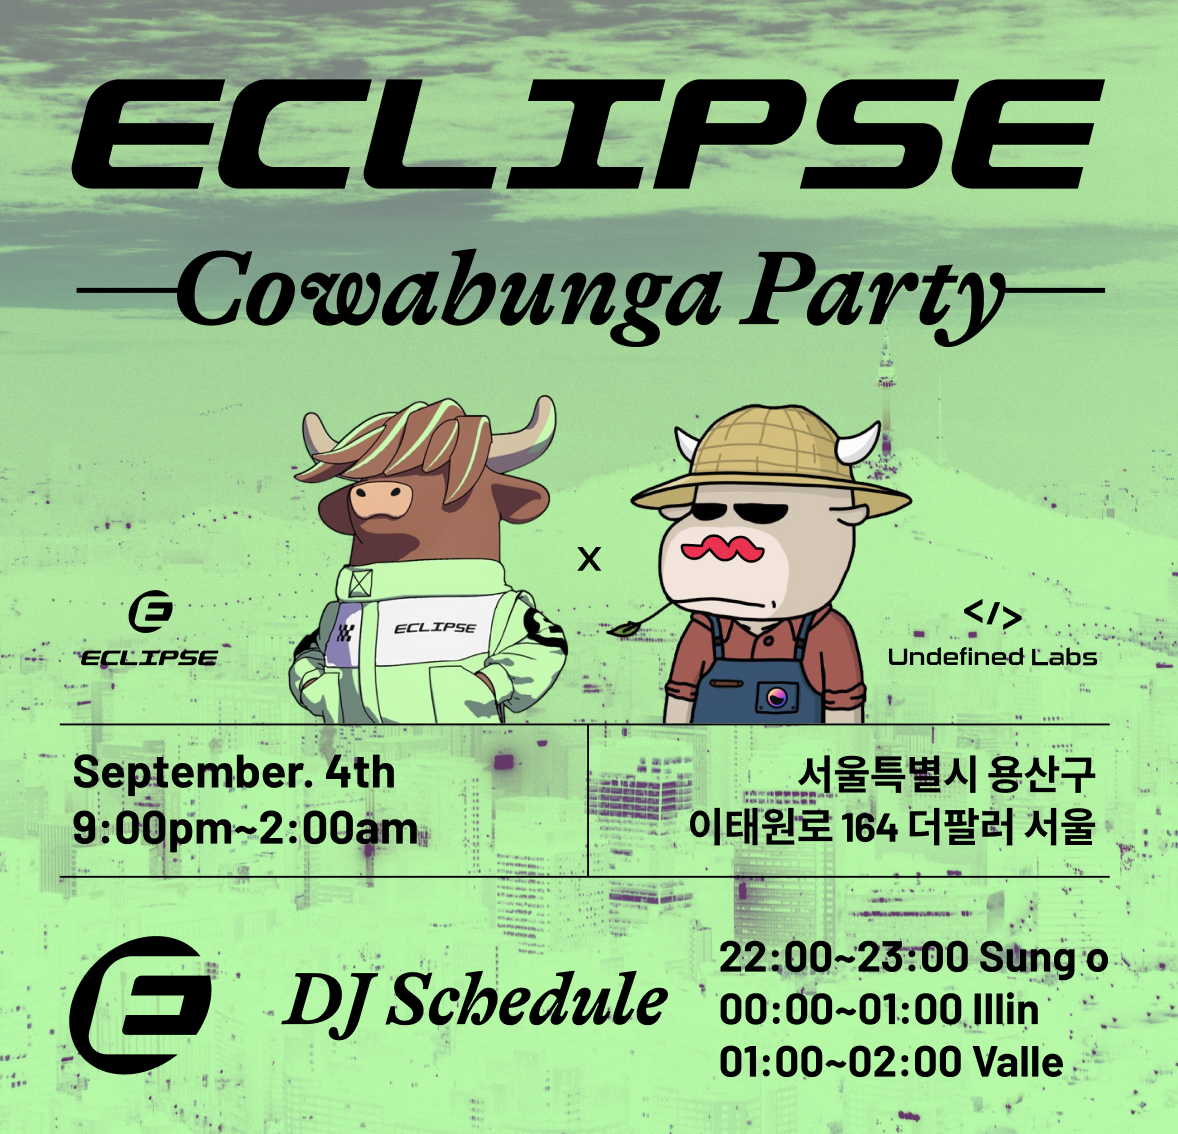 ECLIPSE
Cowabunga Party
X
ECLIPSE
ECLIPSE
</>
Undefined Labs
September. 4th
9:00pm~2:00am
서울특별시 용산구
이태원로 164 더팔러 서울
DJ Schedule
22:00~23:00 Sung o
00:00~01:00 Illin
01:00~02:00 Valle